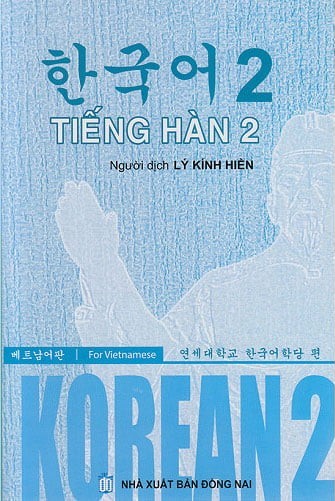 한국어 2
TIẾNG HÀN 2
Người dịch LÝ KÍNH HIỀN
베트남어판 | For Vietnamese
연세대학교 한국어학당 편
KOREAN 2
NHÀ XUẤT BẢN ĐỒNG NAI